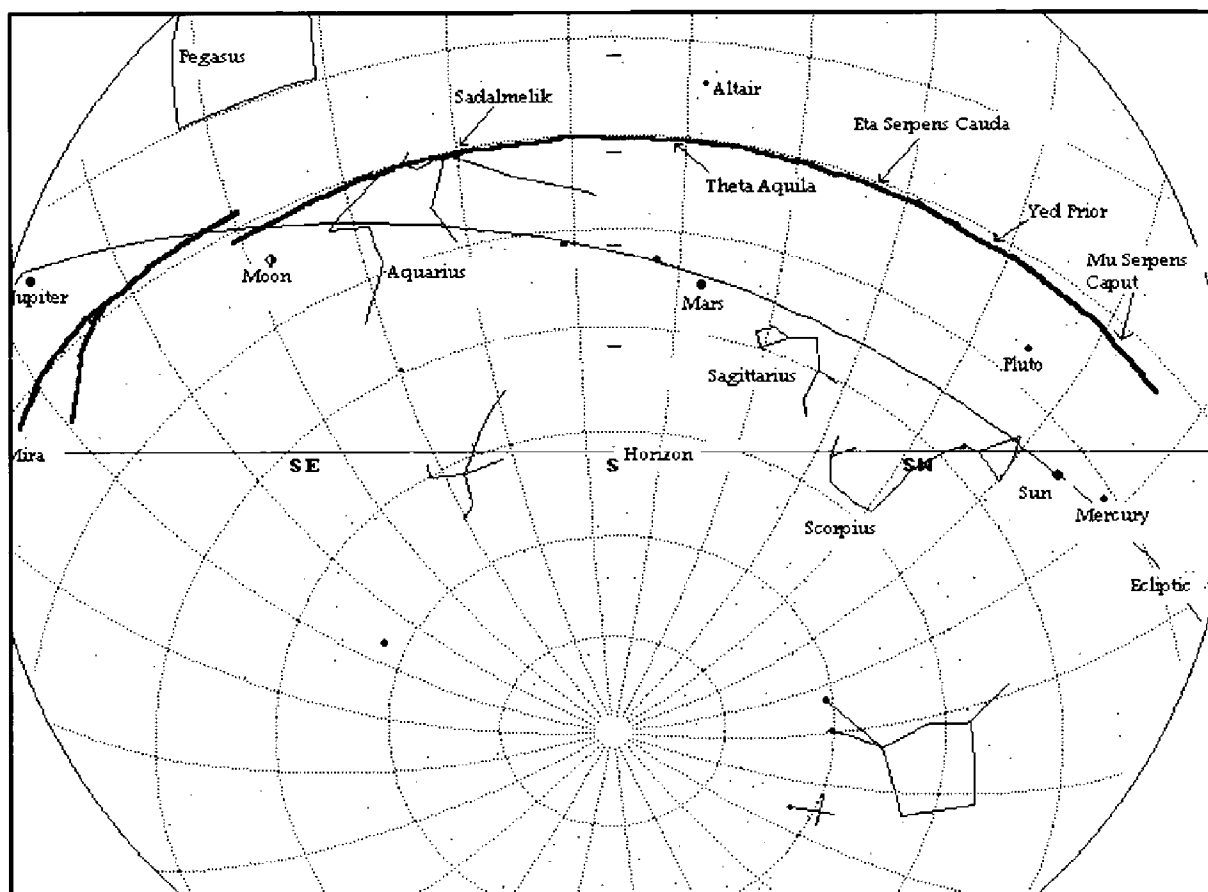 Pegasus
Altair
Sadalmelik
Eta Serpens Cauda
Theta Aquila
Yed Prior
Mu Serpens
Caput
Moon
Aquarius
Jupiter
Mars
Sagittarius
Pluto
Mira
SE
S
Horizon
SW
Sun
Mercury
Scorpius
Ecliptic